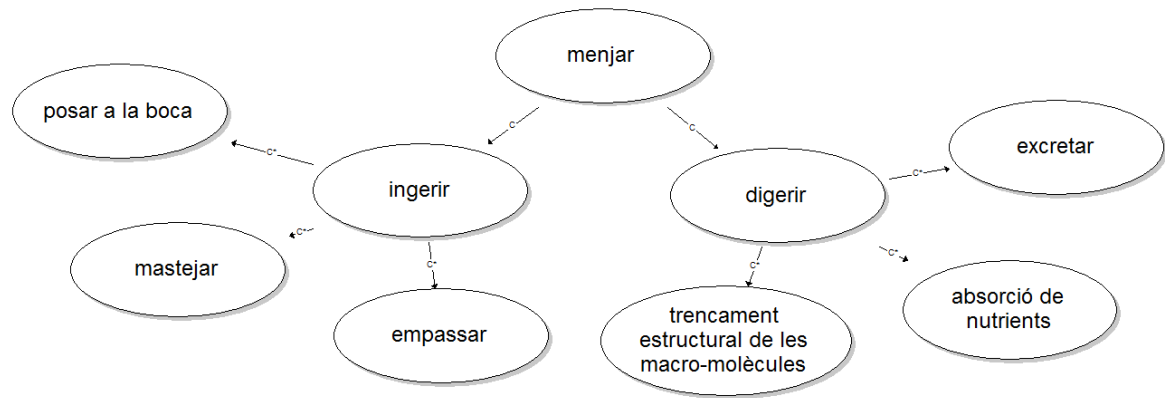 menjar
C
C
posar a la boca
C*
ingerir
C*
mastejar
C*
empassar
digerir
C*
excretar
C*
trencament
estructural de les
macro-molècules
C*
absorció de
nutrients